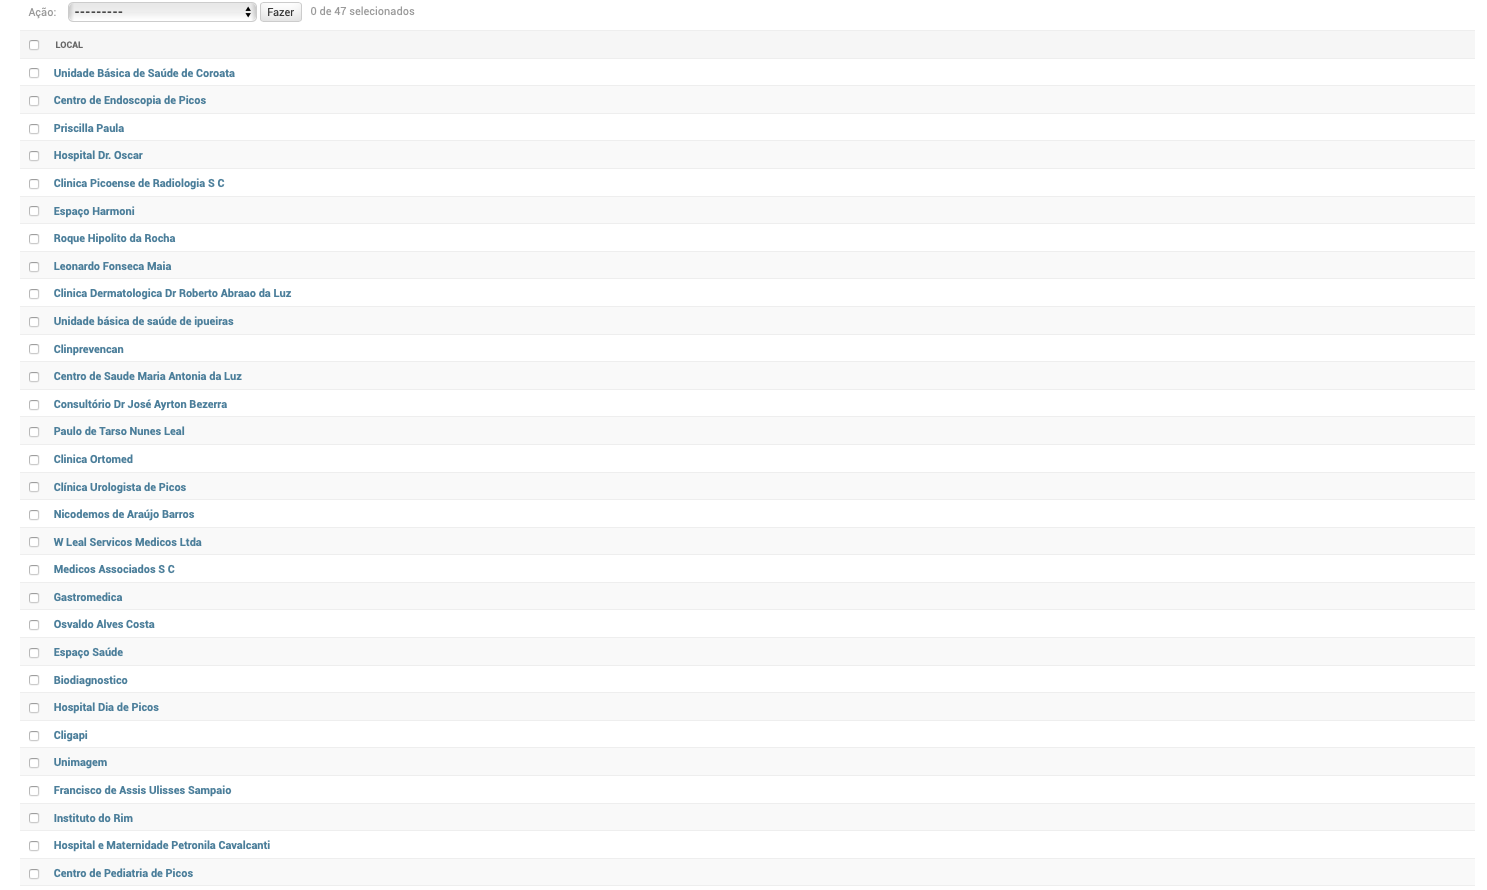 Ação: --------- Fazer 0 de 47 selecionados
LOCAL
Unidade Básica de Saúde de Coroata
Centro de Endoscopia de Picos
Priscilla Paula
Hospital Dr. Oscar
Clinica Picoense de Radiologia S C
Espaço Harmoni
Roque Hipolito da Rocha
Leonardo Fonseca Maia
Clinica Dermatologica Dr Roberto Abraao da Luz
Unidade básica de saúde de ipueiras
Clinprevencan
Centro de Saude Maria Antonia da Luz
Consultório Dr José Ayrton Bezerra
Paulo de Tarso Nunes Leal
Clinica Ortomed
Clínica Urologista de Picos
Nicodemos de Araújo Barros
W Leal Servicos Medicos Ltda
Medicos Associados S C
Gastromedica
Osvaldo Alves Costa
Espaço Saúde
Biodiagnostico
Hospital Dia de Picos
Cligapi
Unimagem
Francisco de Assis Ulisses Sampaio
Instituto do Rim
Hospital e Maternidade Petronila Cavalcanti
Centro de Pediatria de Picos